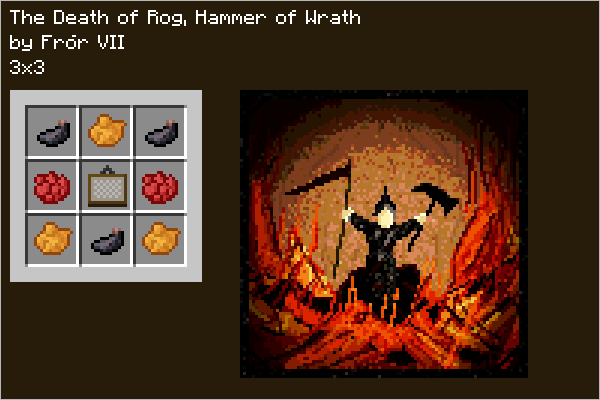 The Death of Rog, Hammer of Wrath
by Frór VII
3x3